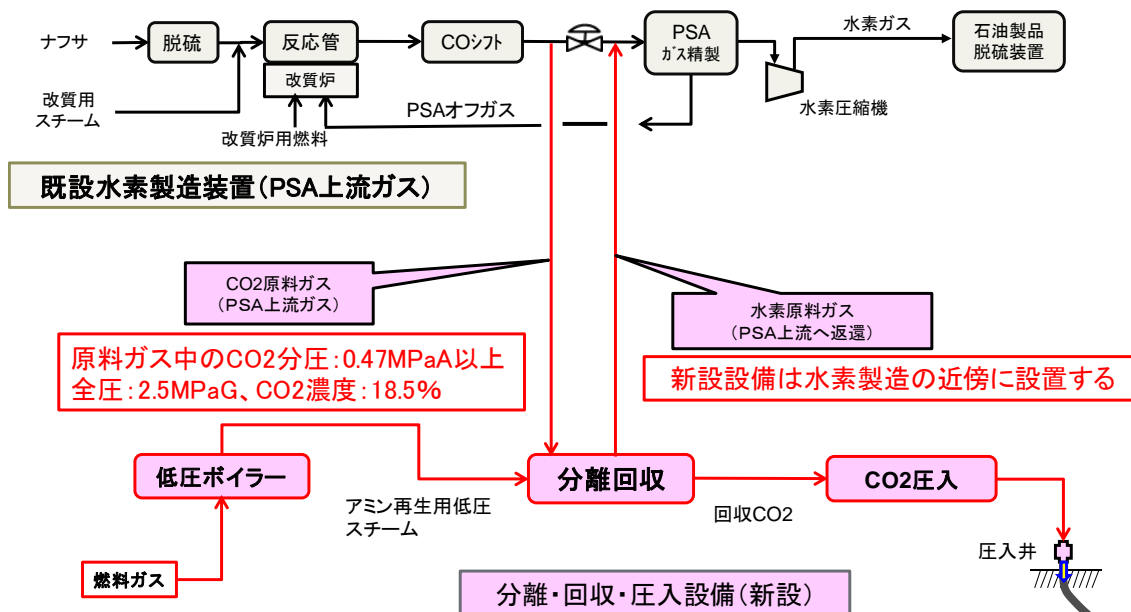 ナフサ
脱硫
反応管
改質炉
COシフト
PSA
ガス精製
水素ガス
石油製品
脱硫装置
水素圧縮機
改質用
スチーム
改質炉用燃料
PSAオフガス
既設水素製造装置(PSA上流ガス)
CO2原料ガス
(PSA上流ガス)
水素原料ガス
(PSA上流へ返還)
原料ガス中のCO2分圧:0.47MPaA以上
全圧:2.5MPaG、CO2濃度:18.5%
新設設備は水素製造の近傍に設置する
低圧ボイラー
分離回収
CO2圧入
アミン再生用低圧
スチーム
回収CO2
圧入井
燃料ガス
分離・回収・圧入設備(新設)